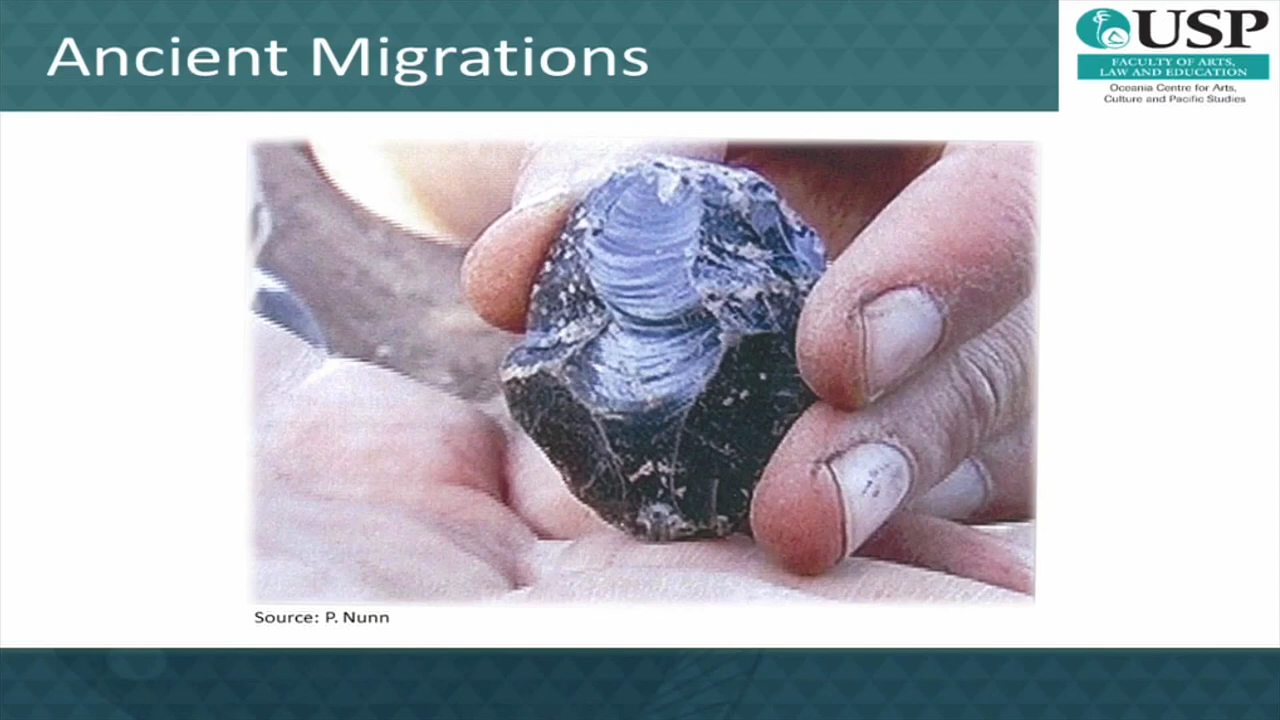 Ancient Migrations
USP
FACULTY OF ARTS,
LAW AND EDUCATION
Oceania Centre for Arts,
Culture and Pacific Studies
Source: P. Nunn